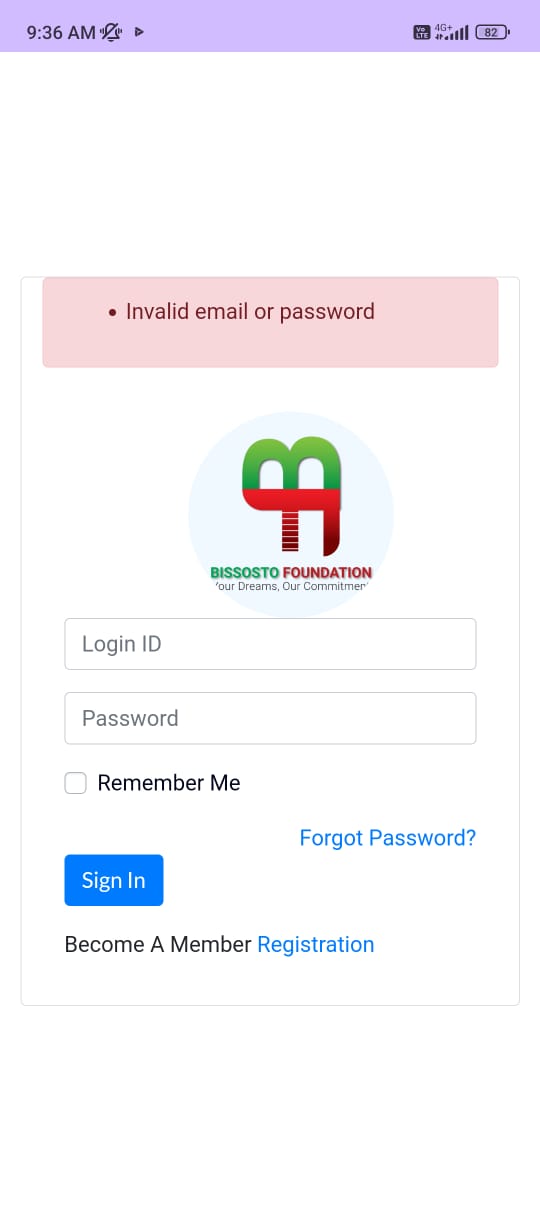 9:36 AM
Vo LTE 4G+ 82
Invalid email or password
BISSOSTO FOUNDATION
our Dreams, Our Commitmen
Login ID
Password
Remember Me
Forgot Password?
Sign In
Become A Member Registration